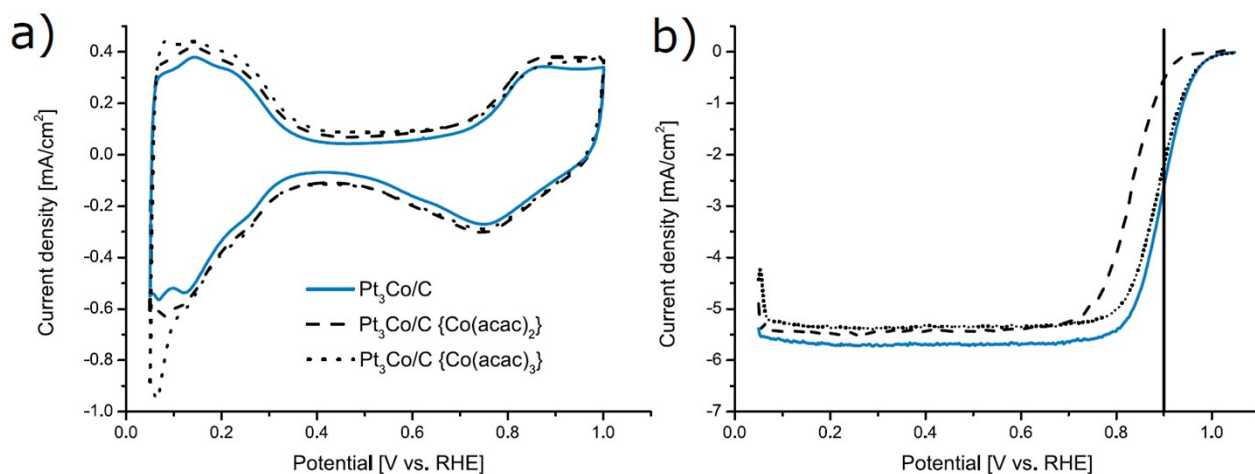 a)
Current density [mA/cm²]
0.4
0.2
0.0
-0.2
-0.4
-0.6
-0.8
-1.0
0.0 0.2 0.4 0.6 0.8 1.0
Potential [V vs. RHE]
Pt₃Co/C
Pt₃Co/C {Co(acac)₂}
Pt₃Co/C {Co(acac)₃}
b)
Current density [mA/cm²]
0
-1
-2
-3
-4
-5
-6
-7
0.0 0.2 0.4 0.6 0.8 1.0
Potential [V vs. RHE]